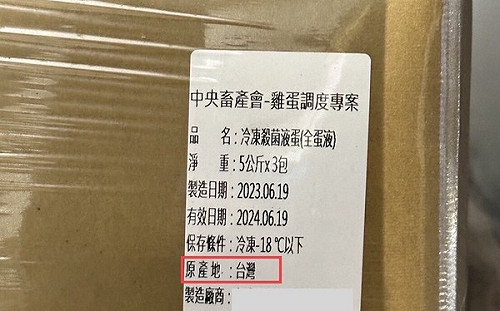 中央畜產會-雞蛋調度專案
品　　名：冷凍殺菌液蛋(全蛋液)
淨　　重：5公斤x 3包
製造日期：2023.06.19
有效日期：2024.06.19
保存條件：冷凍-18 ℃以下
原 產 地 ：台灣
製造廠商：